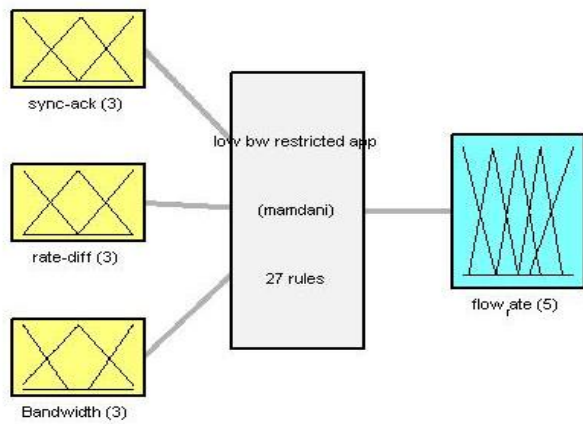 sync-ack (3)
low bw restricted app
(mamdani)
rate-diff (3)
27 rules
flow_rate (5)
Bandwidth (3)